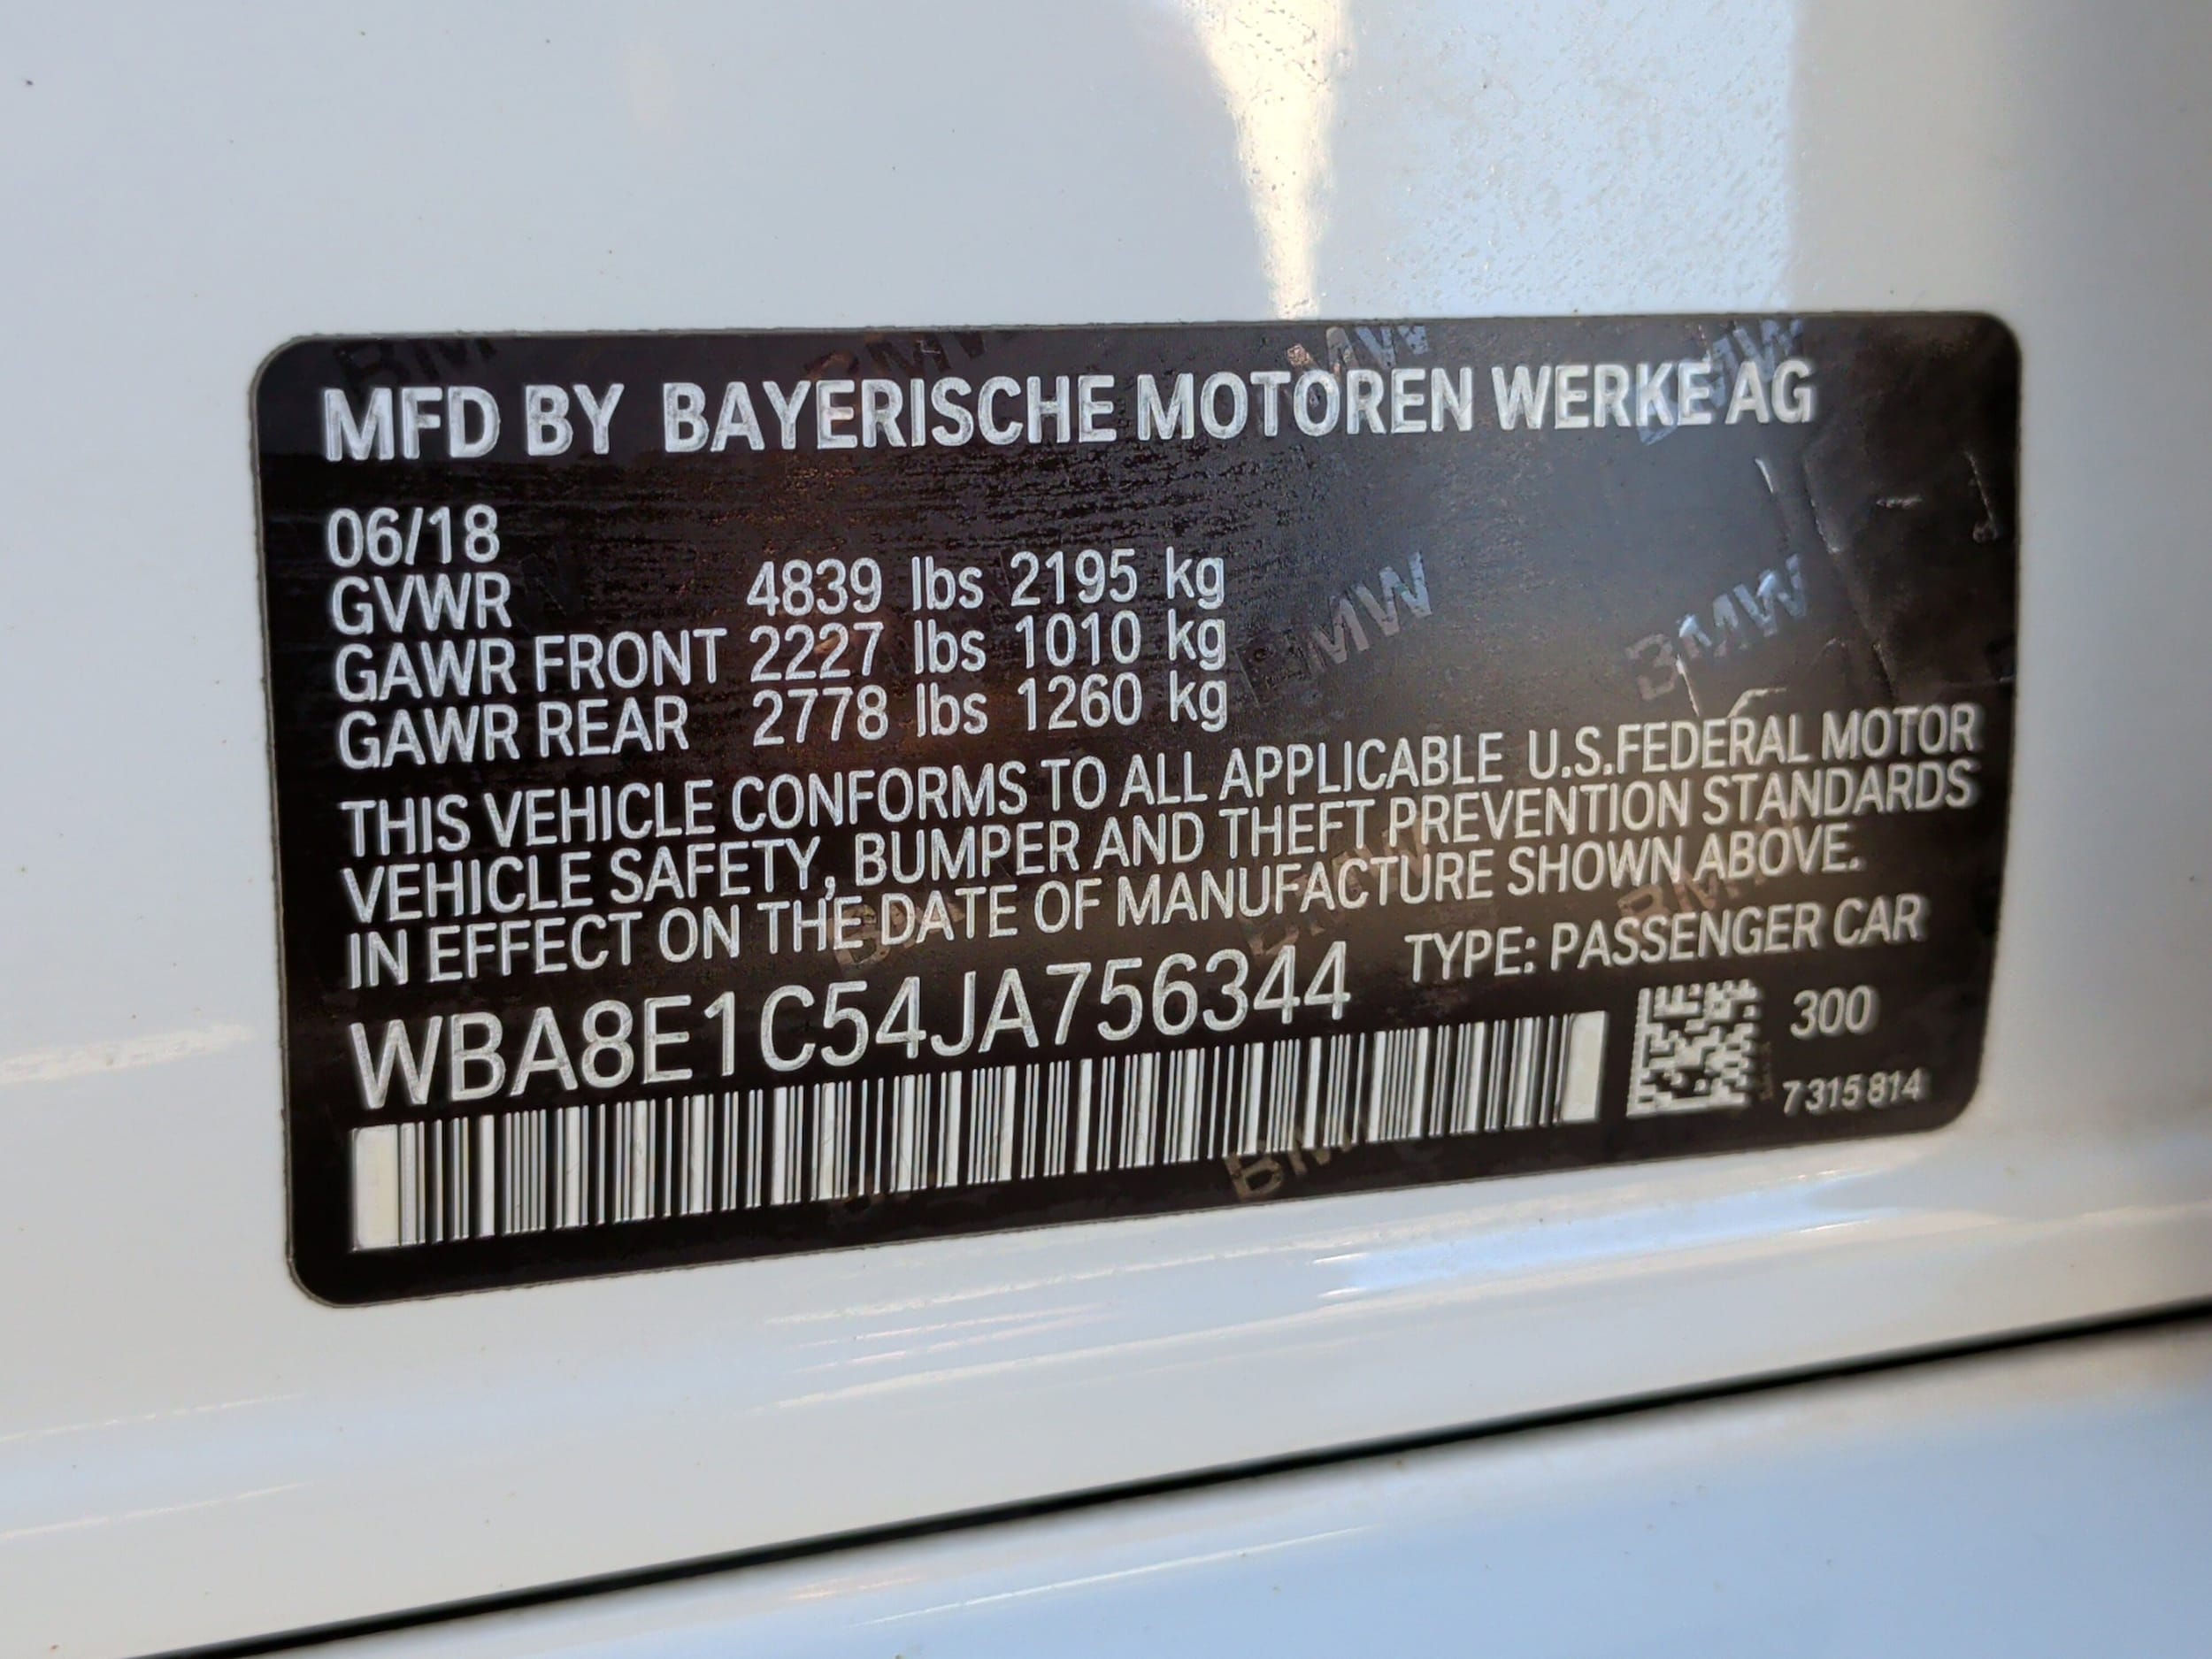 MFD BY BAYERISCHE MOTOREN WERKE AG
06/18
GVWR 4839 lbs 2195 kg
GAWR FRONT 2227 lbs 1010 kg
GAWR REAR 2778 lbs 1260 kg
THIS VEHICLE CONFORMS TO ALL APPLICABLE U.S.FEDERAL MOTOR
VEHICLE SAFETY, BUMPER AND THEFT PREVENTION STANDARDS
IN EFFECT ON THE DATE OF MANUFACTURE SHOWN ABOVE.
WBA8E1C54JA756344 TYPE: PASSENGER CAR
300
7 315 814